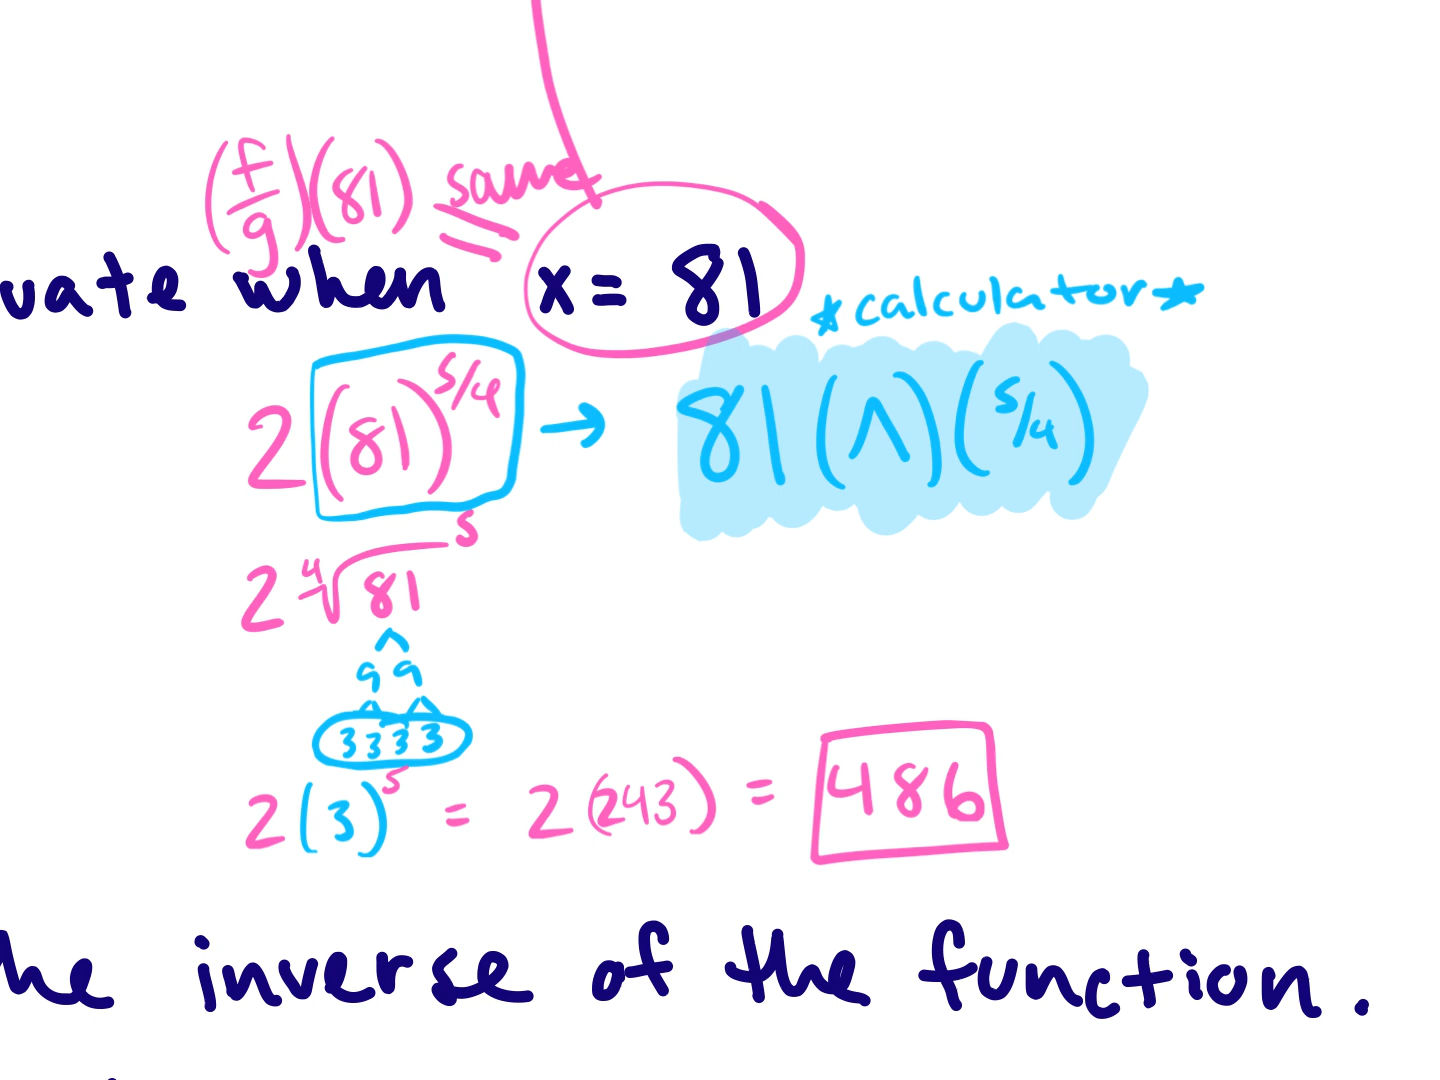 (f/g)(81) same
uate when x = 81
*calculator*
2(81)^5/4 → 81(^)(5/4)
2 ⁴√81 ^5
9 9
3 3 3 3
2(3)^5 = 2(243) = 486
he inverse of the function.